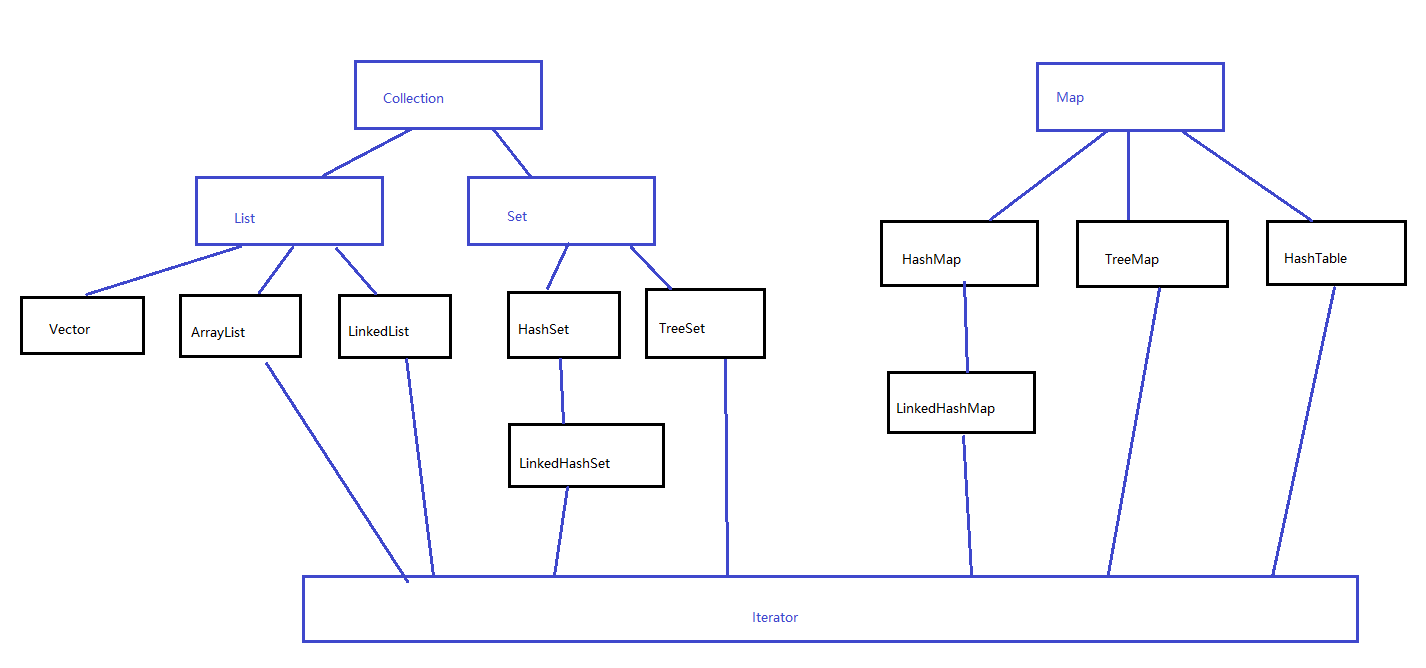 Collection
Map
List
Set
HashMap
TreeMap
HashTable
Vector
ArrayList
LinkedList
HashSet
TreeSet
LinkedHashMap
LinkedHashSet
Iterator